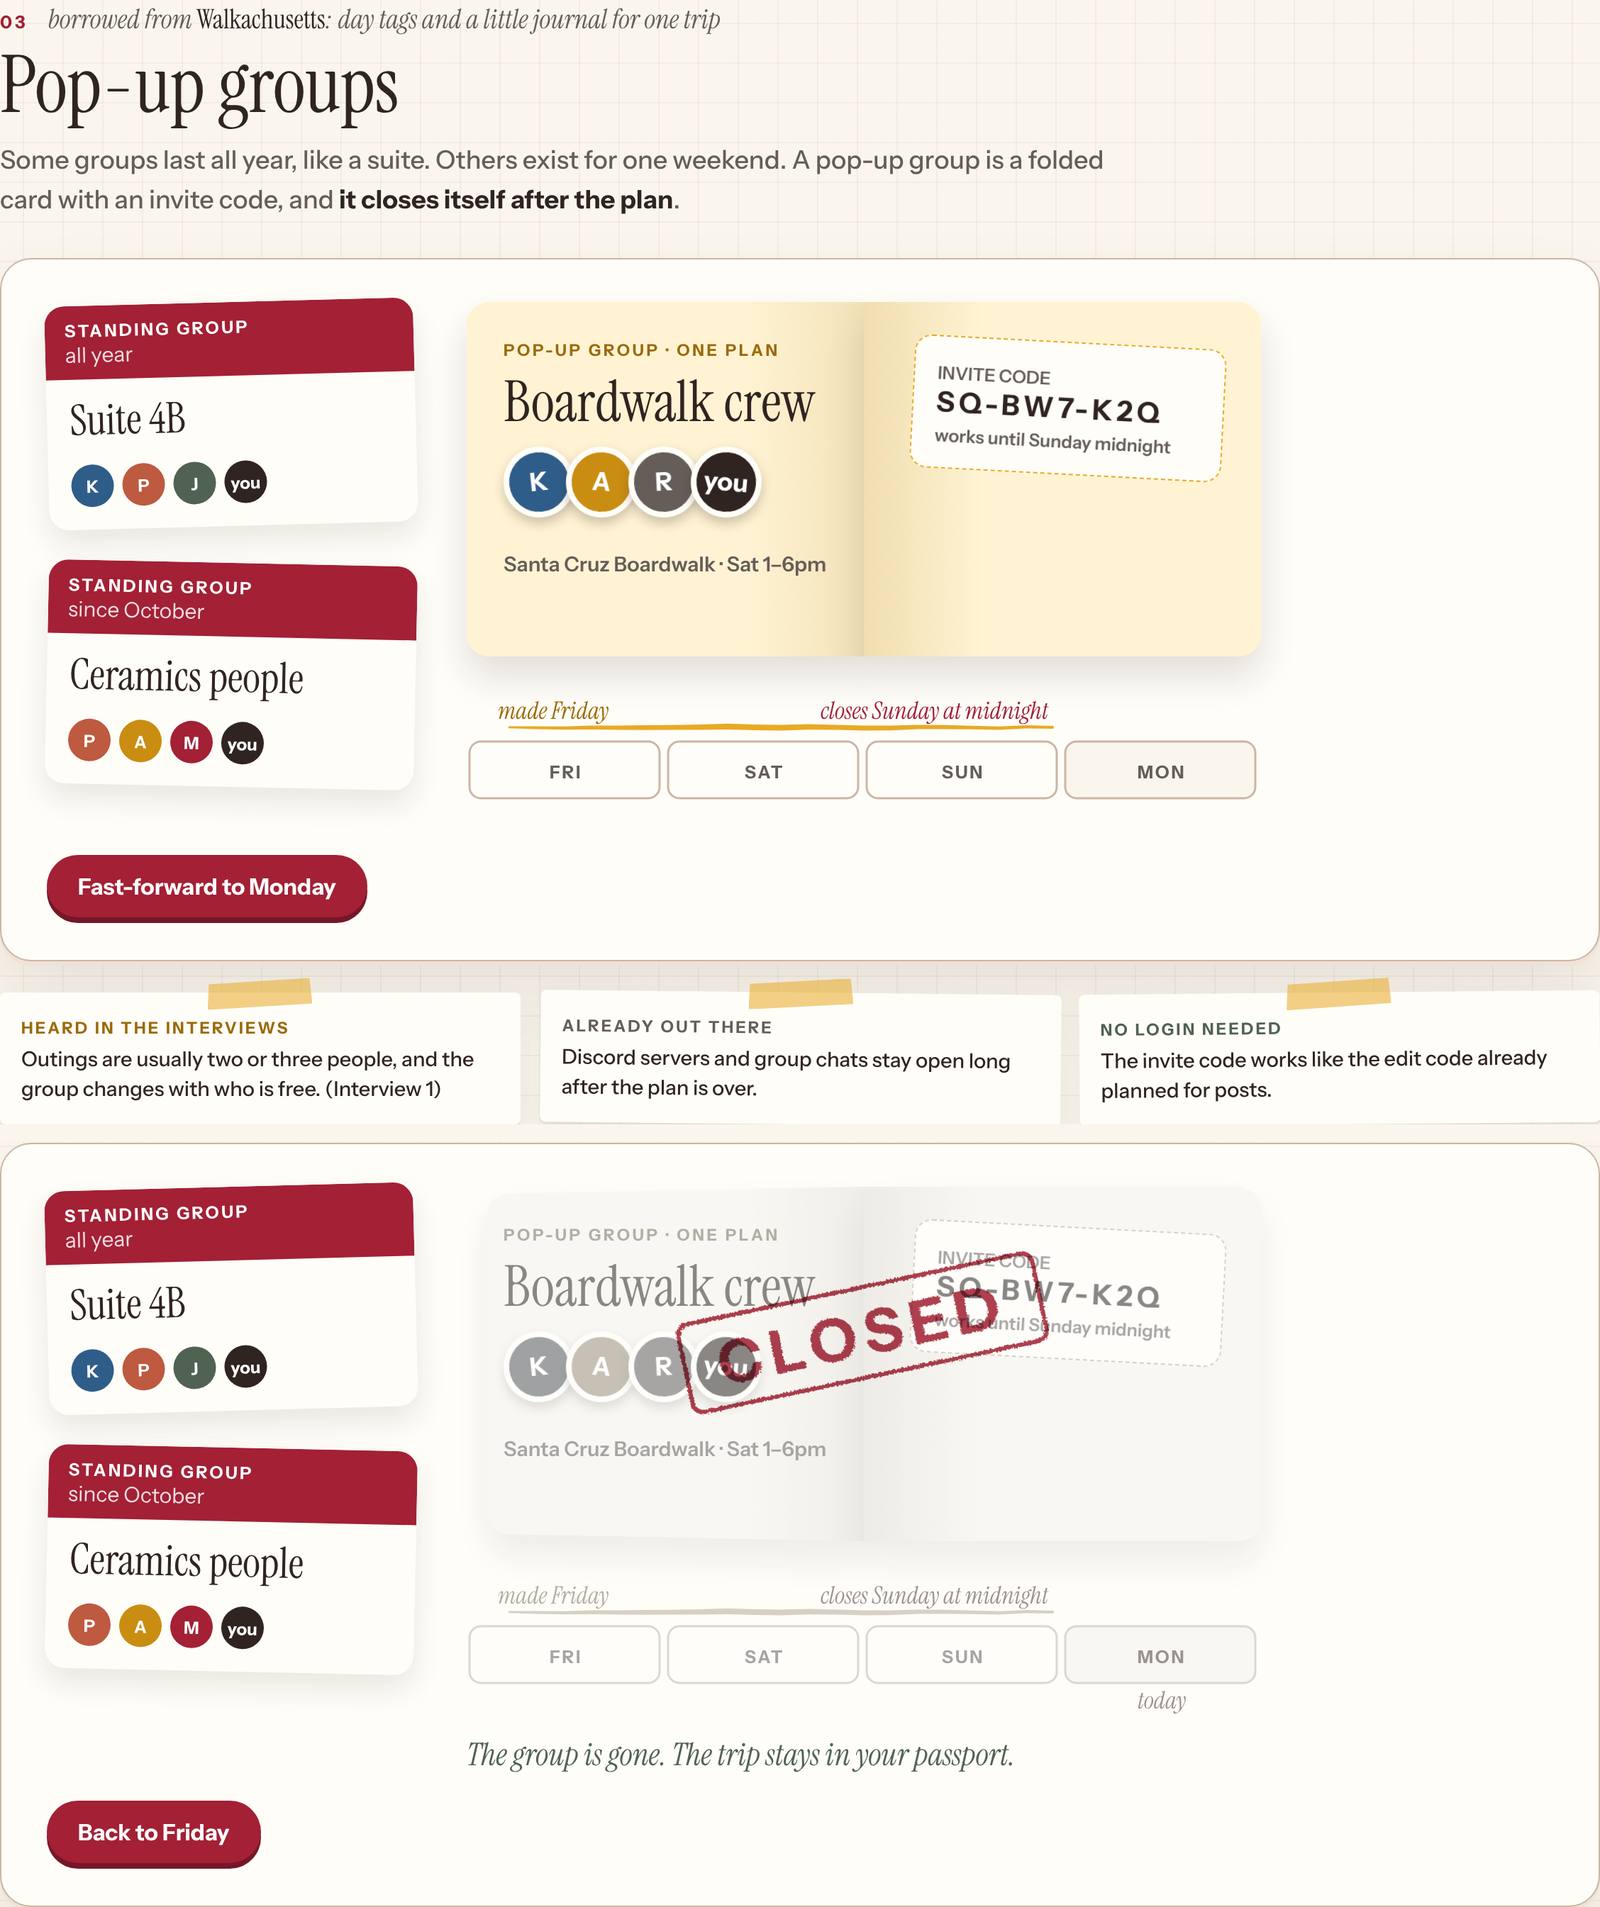 03 borrowed from Walkachusetts: day tags and a little journal for one trip
Pop-up groups
Some groups last all year, like a suite. Others exist for one weekend. A pop-up group is a folded
card with an invite code, and it closes itself after the plan.
STANDING GROUP
all year
Suite 4B
K P J you
STANDING GROUP
since October
Ceramics people
P A M you
POP-UP GROUP · ONE PLAN
Boardwalk crew
K A R you
Santa Cruz Boardwalk · Sat 1–6pm
INVITE CODE
SQ-BW7-K2Q
works until Sunday midnight
made Friday
closes Sunday at midnight
FRI SAT SUN MON
Fast-forward to Monday
HEARD IN THE INTERVIEWS
Outings are usually two or three people, and the
group changes with who is free. (Interview 1)
ALREADY OUT THERE
Discord servers and group chats stay open long
after the plan is over.
NO LOGIN NEEDED
The invite code works like the edit code already
planned for posts.
STANDING GROUP
all year
Suite 4B
K P J you
STANDING GROUP
since October
Ceramics people
P A M you
POP-UP GROUP · ONE PLAN
Boardwalk crew
K A R you
Santa Cruz Boardwalk · Sat 1–6pm
INVITE CODE
SQ-BW7-K2Q
works until Sunday midnight
CLOSED
made Friday
closes Sunday at midnight
FRI SAT SUN MON
today
The group is gone. The trip stays in your passport.
Back to Friday